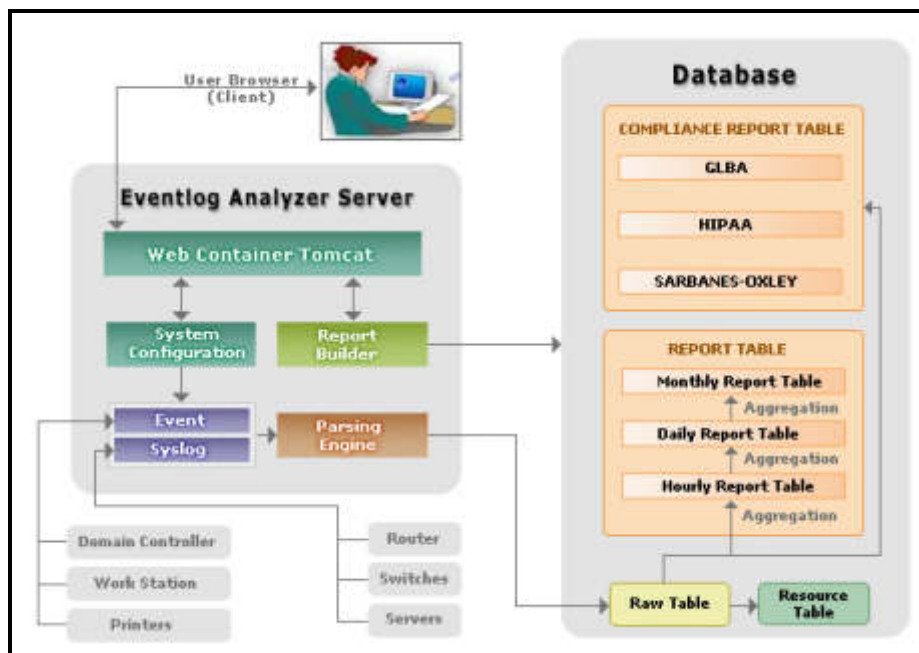 User Browser
(Client)
Eventlog Analyzer Server
Web Container Tomcat
System
Configuration
Report
Builder
Event
Syslog
Parsing
Engine
Domain Controller
Work Station
Printers
Router
Switches
Servers
Database
COMPLIANCE REPORT TABLE
GLBA
HIPAA
SARBANES-OXLEY
REPORT TABLE
Monthly Report Table
Aggregation
Daily Report Table
Aggregation
Hourly Report Table
Aggregation
Raw Table
Resource
Table